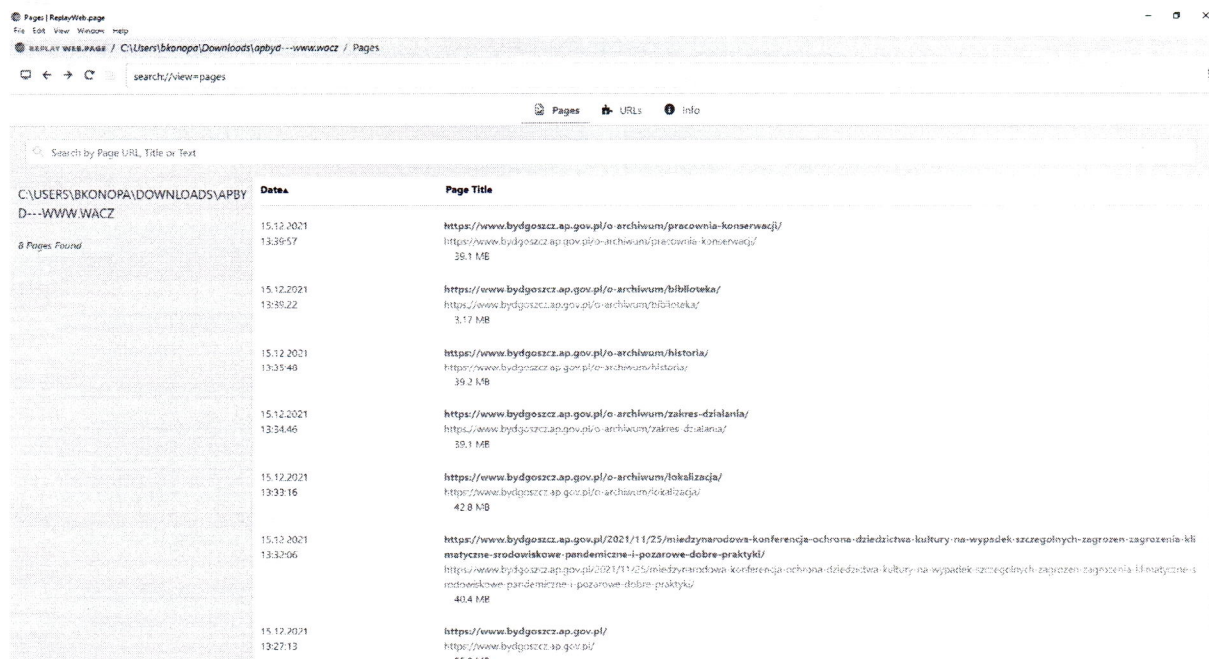 Pages | ReplayWeb.page
File Edit View Window Help
REPLAY WEB.PAGE / C:\Users\bkonopa\Downloads\apbyd---www.wacz / Pages
search://view=pages
Pages URLs Info
Search by Page URL, Title or Text
C:\USERS\BKONOPA\DOWNLOADS\APBY
D---WWW.WACZ
8 Pages Found
Date▲ Page Title
15.12.2021 https://www.bydgoszcz.ap.gov.pl/o-archiwum/pracownia-konserwacji/
13:39:57 https://www.bydgoszcz.ap.gov.pl/o-archiwum/pracownia-konserwacji/
39.1 MB
15.12.2021 https://www.bydgoszcz.ap.gov.pl/o-archiwum/biblioteka/
13:39:22 https://www.bydgoszcz.ap.gov.pl/o-archiwum/biblioteka/
3.17 MB
15.12.2021 https://www.bydgoszcz.ap.gov.pl/o-archiwum/historia/
13:35:48 https://www.bydgoszcz.ap.gov.pl/o-archiwum/historia/
39.2 MB
15.12.2021 https://www.bydgoszcz.ap.gov.pl/o-archiwum/zakres-dzialania/
13:34:46 https://www.bydgoszcz.ap.gov.pl/o-archiwum/zakres-dzialania/
39.1 MB
15.12.2021 https://www.bydgoszcz.ap.gov.pl/o-archiwum/lokalizacja/
13:33:16 https://www.bydgoszcz.ap.gov.pl/o-archiwum/lokalizacja/
42.8 MB
15.12.2021 https://www.bydgoszcz.ap.gov.pl/2021/11/25/miedzynarodowa-konferencja-ochrona-dziedzictwa-kultury-na-wypadek-szczegolnych-zagrozen-zagrozenia-kli
13:32:06 matyczne-srodowiskowe-pandemiczne-i-pozarowe-dobre-praktyki/
https://www.bydgoszcz.ap.gov.pl/2021/11/25/miedzynarodowa-konferencja-ochrona-dziedzictwa-kultury-na-wypadek-szczegolnych-zagrozen-zagrozenia-klimatyczne-s
rodowiskowe-pandemiczne-i-pozarowe-dobre-praktyki/
40.4 MB
15.12.2021 https://www.bydgoszcz.ap.gov.pl/
13:27:13 https://www.bydgoszcz.ap.gov.pl/